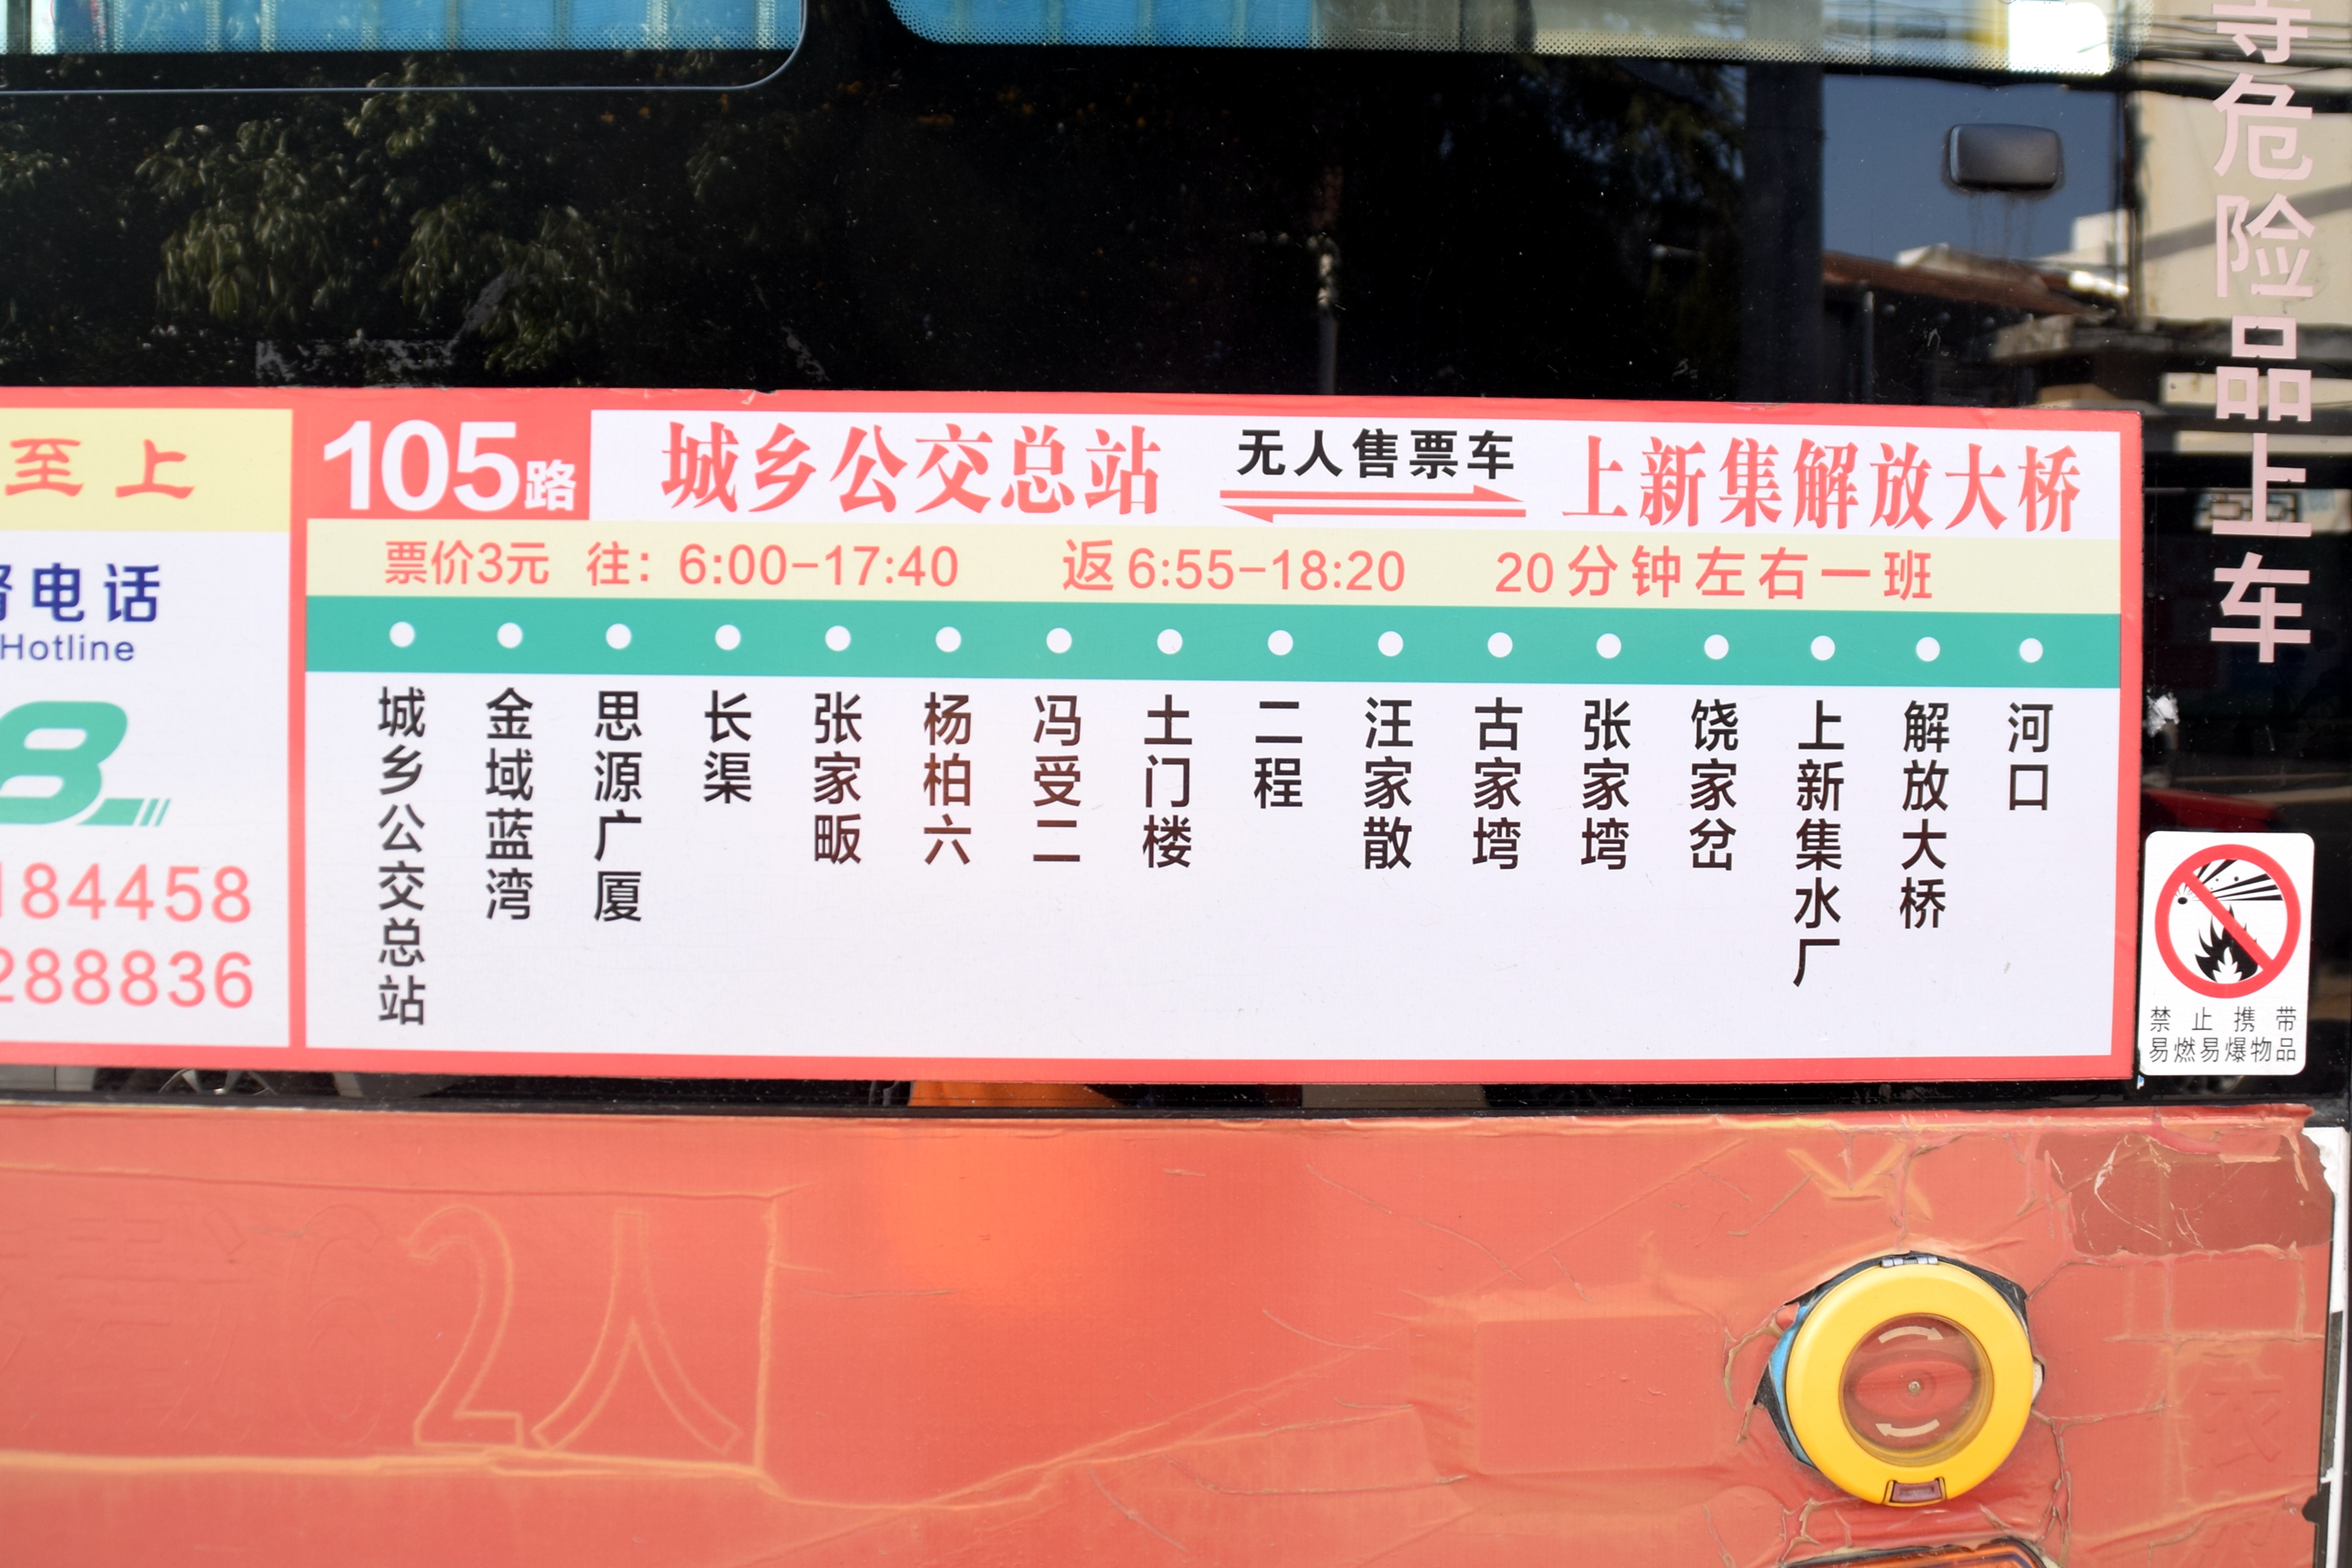 至上
电话
Hotline
8
184458
288836
105路
城乡公交总站
无人售票车
上新集解放大桥
票价3元 往：6:00-17:40 返6:55-18:20 20分钟左右一班
城乡公交总站
金域蓝湾
思源广厦
长渠
张家畈
杨柏六
冯受二
土门楼
二程
汪家散
古家塆
张家塆
饶家岔
上新集水厂
解放大桥
河口
危险品上车
禁止携带
易燃易爆物品
62人